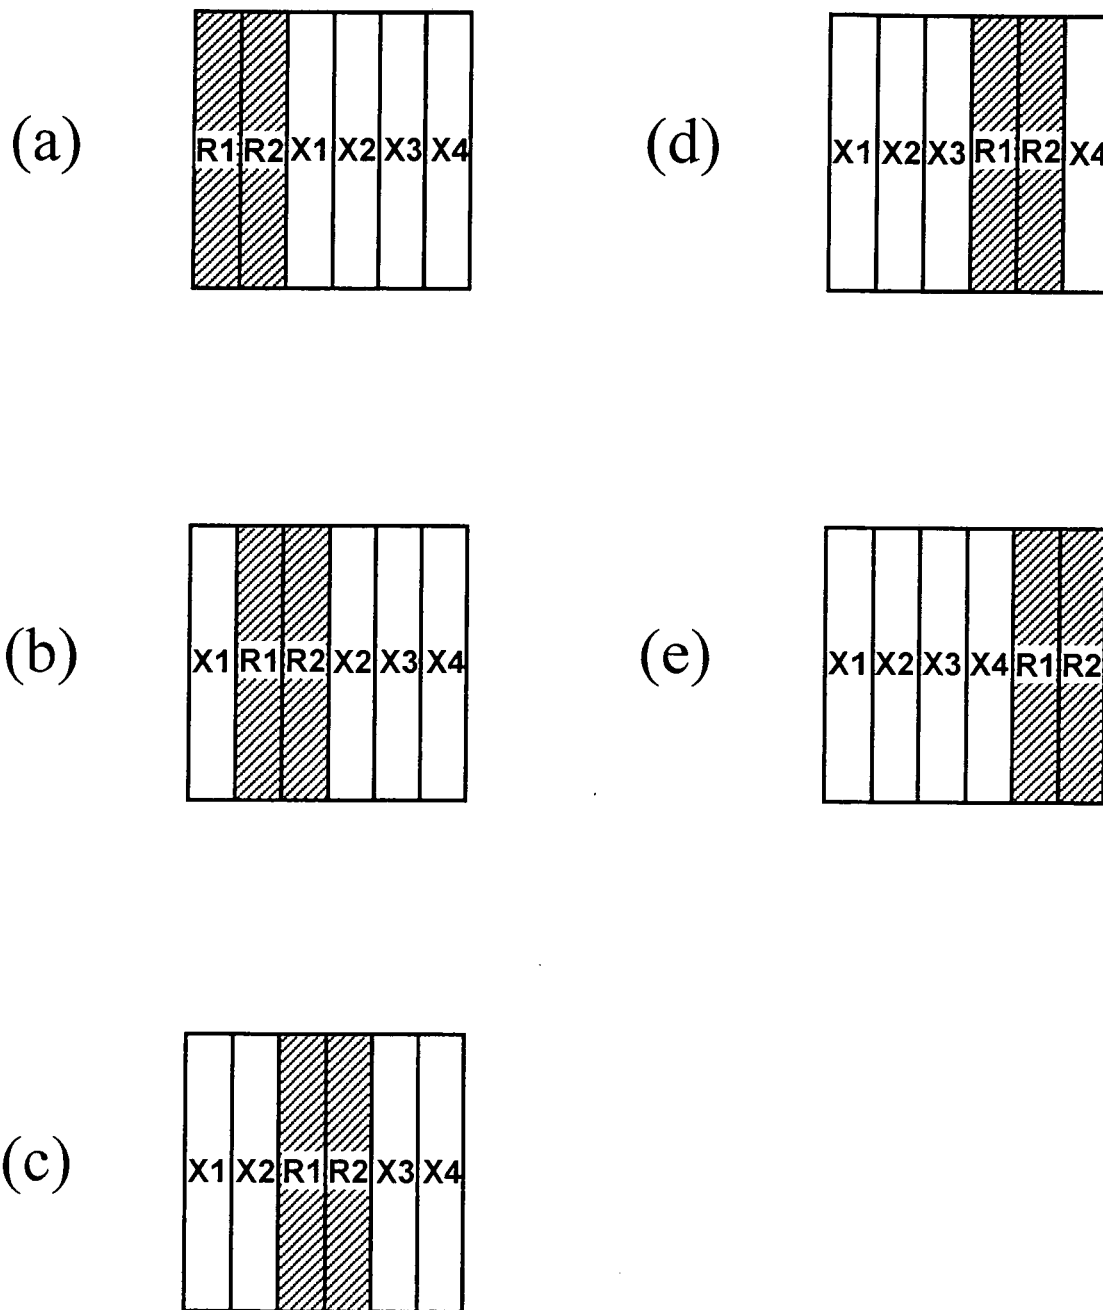 (a)
R1 R2 X1 X2 X3 X4
(d)
X1 X2 X3 R1 R2 X4
(b)
X1 R1 R2 X2 X3 X4
(e)
X1 X2 X3 X4 R1 R2
(c)
X1 X2 R1 R2 X3 X4